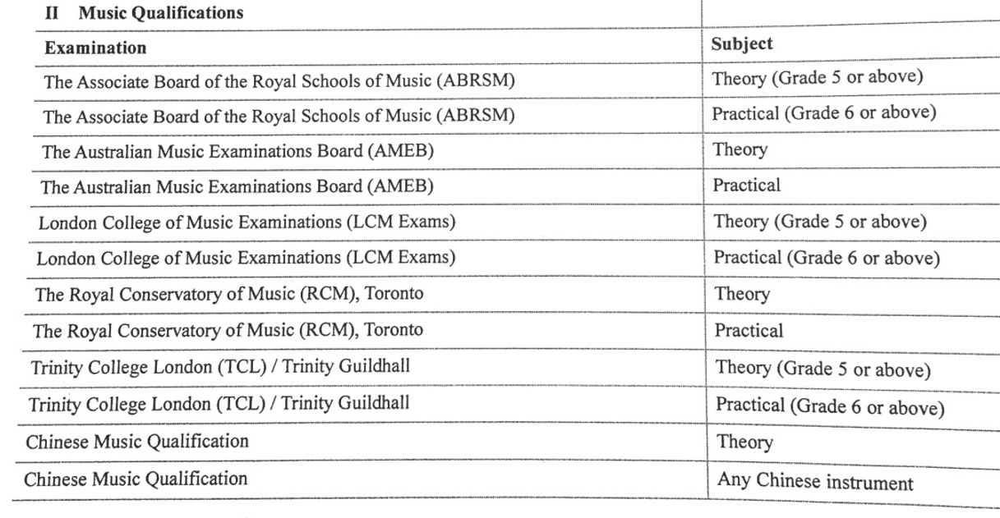 II Music Qualifications
Examination Subject
The Associate Board of the Royal Schools of Music (ABRSM) Theory (Grade 5 or above)
The Associate Board of the Royal Schools of Music (ABRSM) Practical (Grade 6 or above)
The Australian Music Examinations Board (AMEB) Theory
The Australian Music Examinations Board (AMEB) Practical
London College of Music Examinations (LCM Exams) Theory (Grade 5 or above)
London College of Music Examinations (LCM Exams) Practical (Grade 6 or above)
The Royal Conservatory of Music (RCM), Toronto Theory
The Royal Conservatory of Music (RCM), Toronto Practical
Trinity College London (TCL) / Trinity Guildhall Theory (Grade 5 or above)
Trinity College London (TCL) / Trinity Guildhall Practical (Grade 6 or above)
Chinese Music Qualification Theory
Chinese Music Qualification Any Chinese instrument